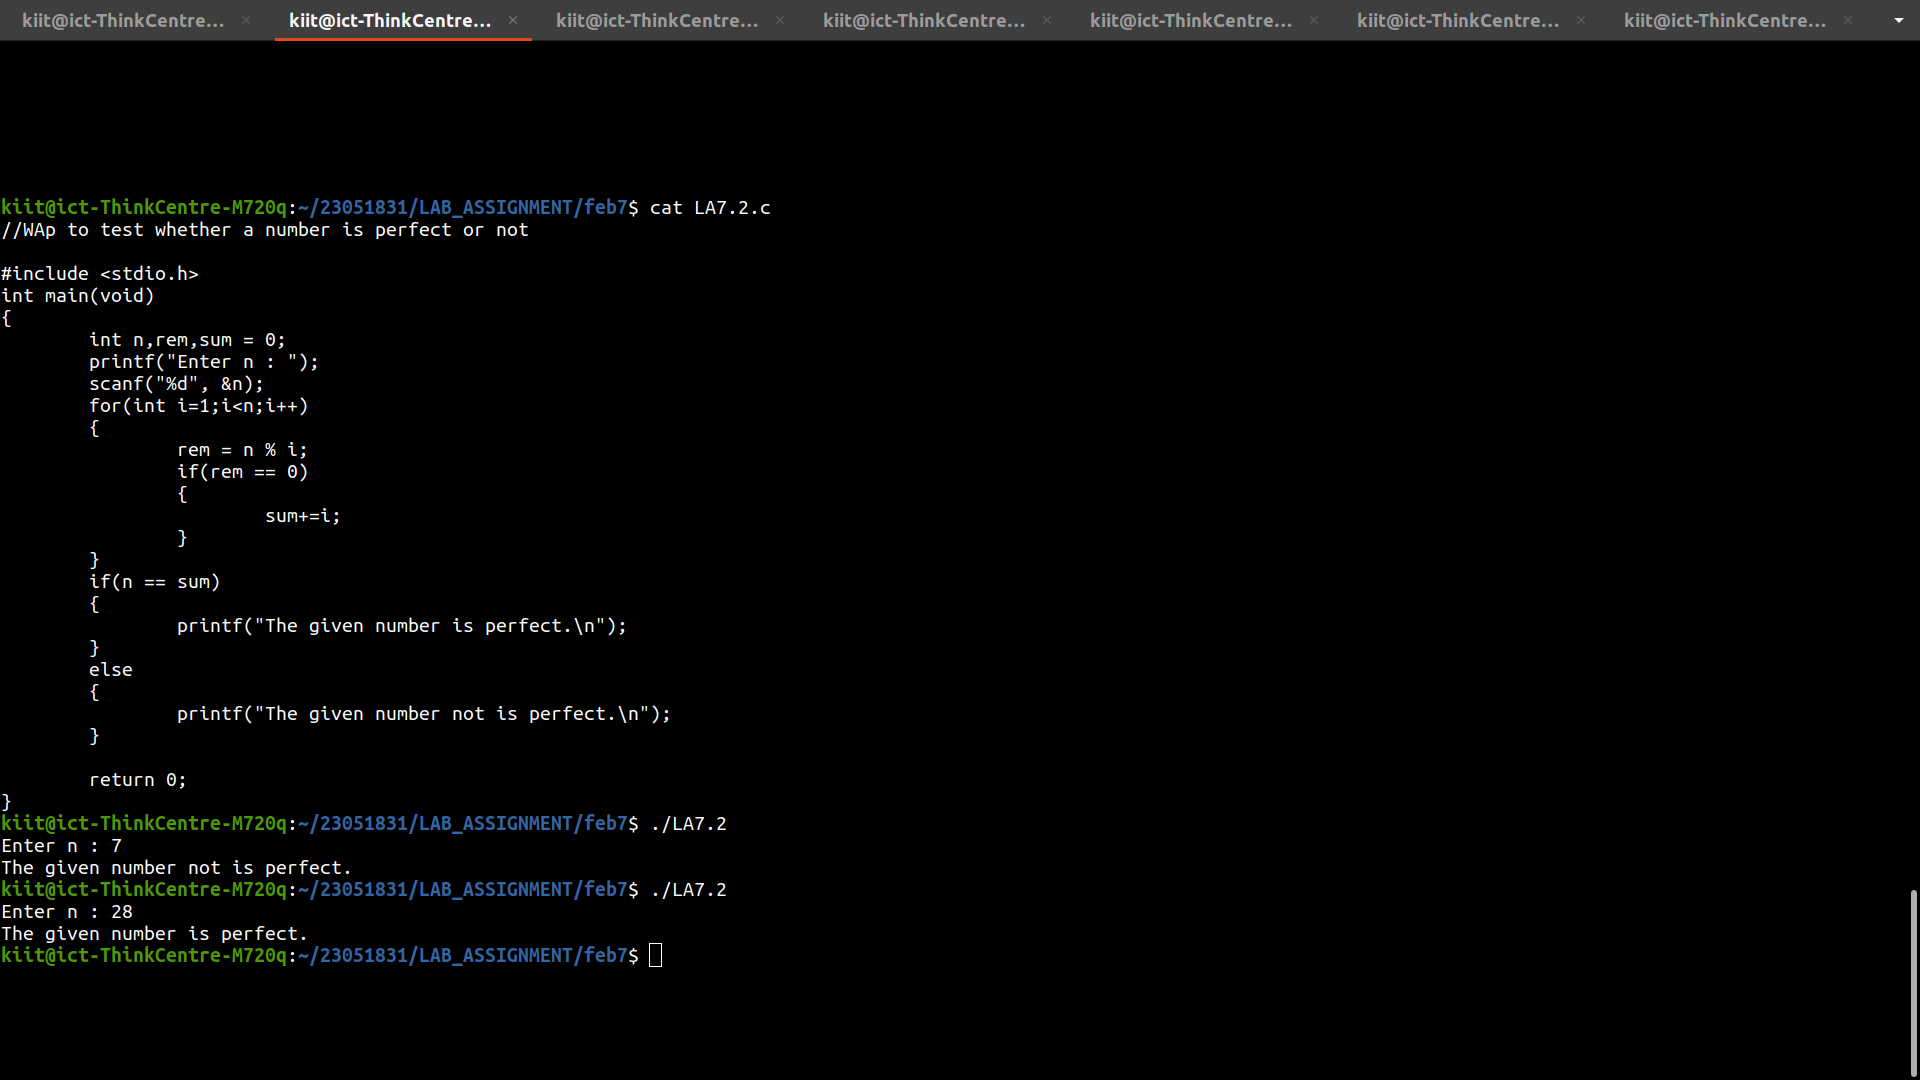 kiit@ict-ThinkCentre... × kiit@ict-ThinkCentre... × kiit@ict-ThinkCentre... × kiit@ict-ThinkCentre... × kiit@ict-ThinkCentre... × kiit@ict-ThinkCentre... × kiit@ict-ThinkCentre... ×
kiit@ict-ThinkCentre-M720q:~/23051831/LAB_ASSIGNMENT/feb7$ cat LA7.2.c
//WAp to test whether a number is perfect or not
#include <stdio.h>
int main(void)
{
        int n,rem,sum = 0;
        printf("Enter n : ");
        scanf("%d", &n);
        for(int i=1;i<n;i++)
        {
                rem = n % i;
                if(rem == 0)
                {
                        sum+=i;
                }
        }
        if(n == sum)
        {
                printf("The given number is perfect.\n");
        }
        else
        {
                printf("The given number not is perfect.\n");
        }
        return 0;
}
kiit@ict-ThinkCentre-M720q:~/23051831/LAB_ASSIGNMENT/feb7$ ./LA7.2
Enter n : 7
The given number not is perfect.
kiit@ict-ThinkCentre-M720q:~/23051831/LAB_ASSIGNMENT/feb7$ ./LA7.2
Enter n : 28
The given number is perfect.
kiit@ict-ThinkCentre-M720q:~/23051831/LAB_ASSIGNMENT/feb7$